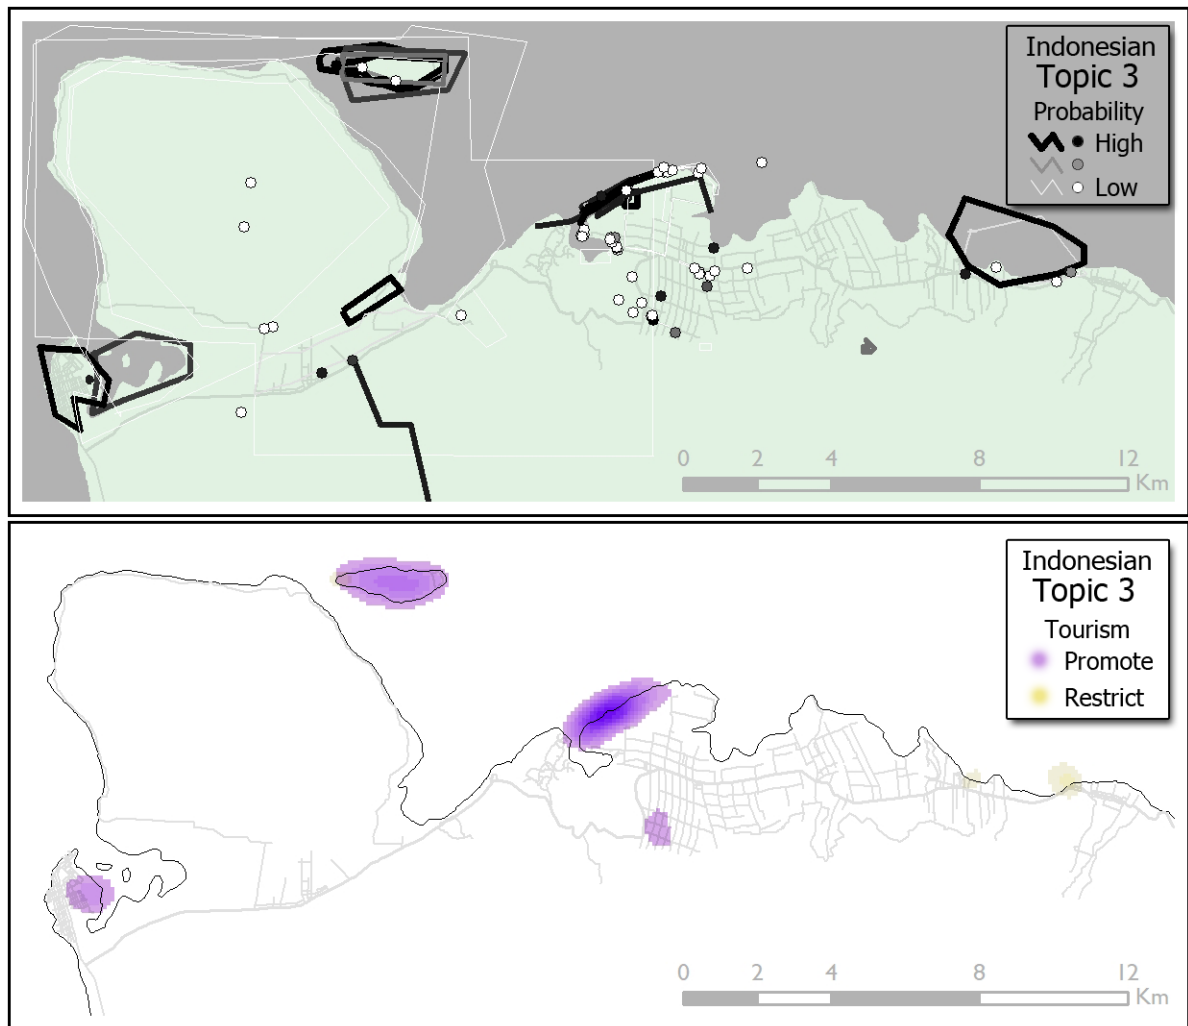 Indonesian
Topic 3
Probability
High
Low
0 2 4 8 12
Km
Indonesian
Topic 3
Tourism
Promote
Restrict
0 2 4 8 12
Km